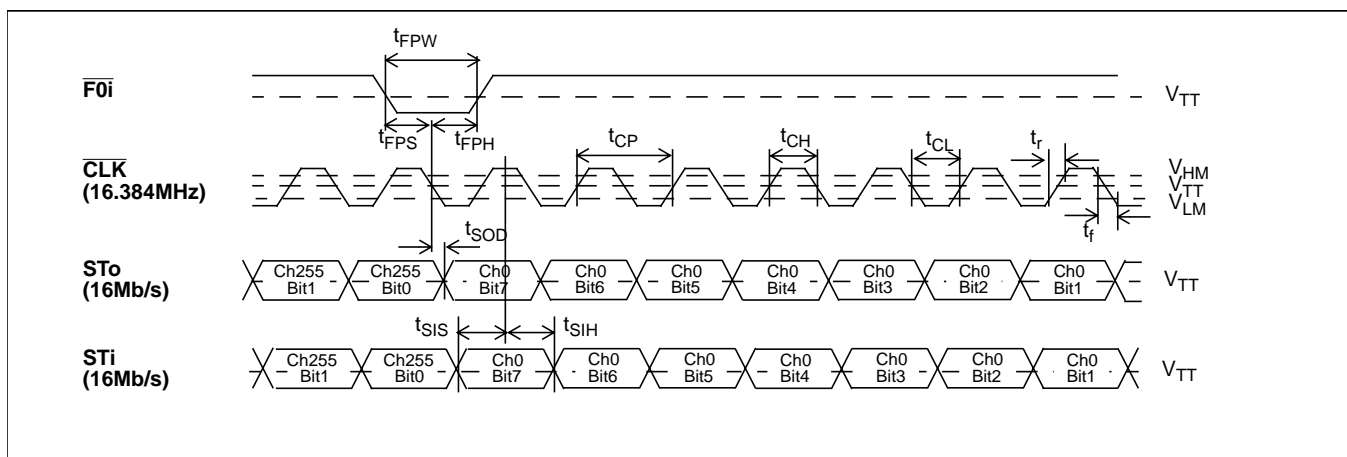 tFPW
F0i
VTT
tFPS
tFPH
tCP
tCH
tCL
tr
CLK
(16.384MHz)
VHM
VTT
VLM
tf
tSOD
STo
(16Mb/s)
Ch255 Bit1
Ch255 Bit0
Ch0 Bit7
Ch0 Bit6
Ch0 Bit5
Ch0 Bit4
Ch0 Bit3
Ch0 Bit2
Ch0 Bit1
VTT
tSIS
tSIH
STi
(16Mb/s)
Ch255 Bit1
Ch255 Bit0
Ch0 Bit7
Ch0 Bit6
Ch0 Bit5
Ch0 Bit4
Ch0 Bit3
Ch0 Bit2
Ch0 Bit1
VTT